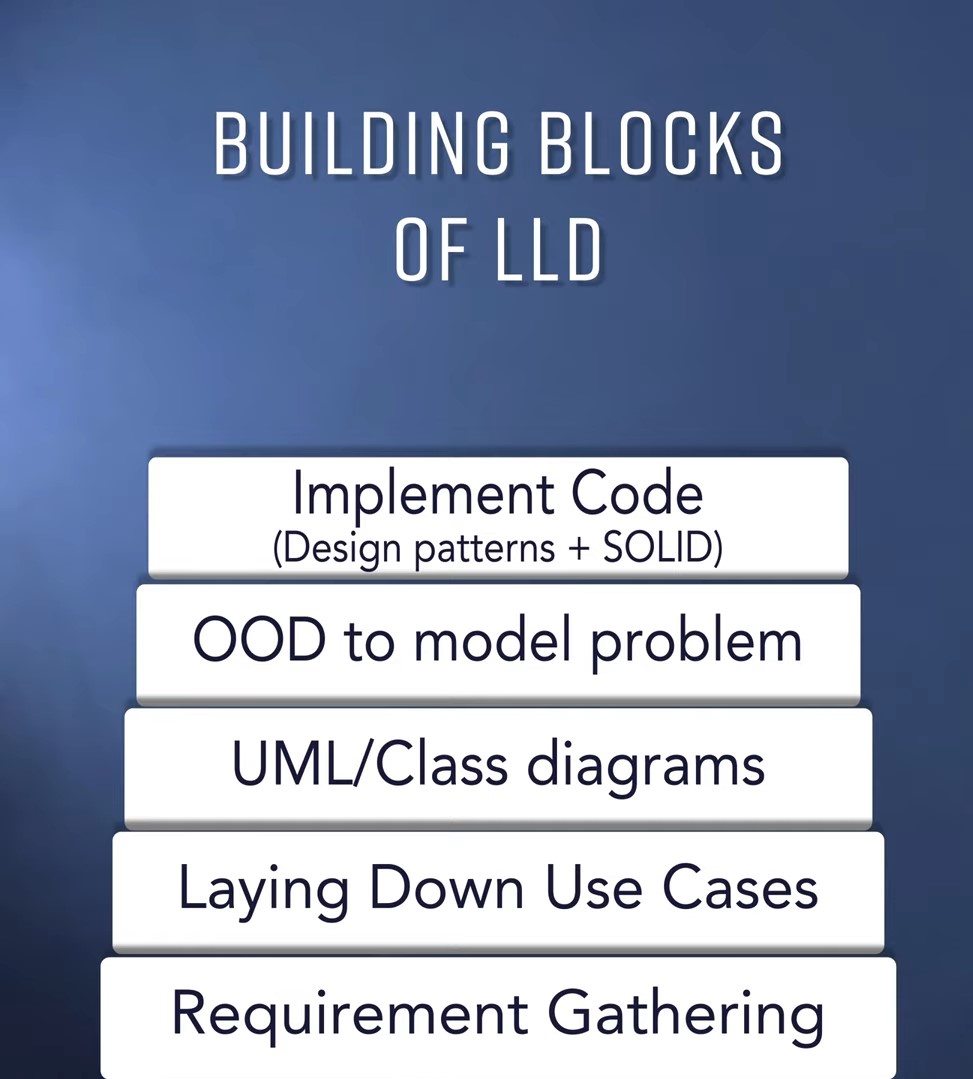 BUILDING BLOCKS
OF LLD
Implement Code
(Design patterns + SOLID)
OOD to model problem
UML/Class diagrams
Laying Down Use Cases
Requirement Gathering